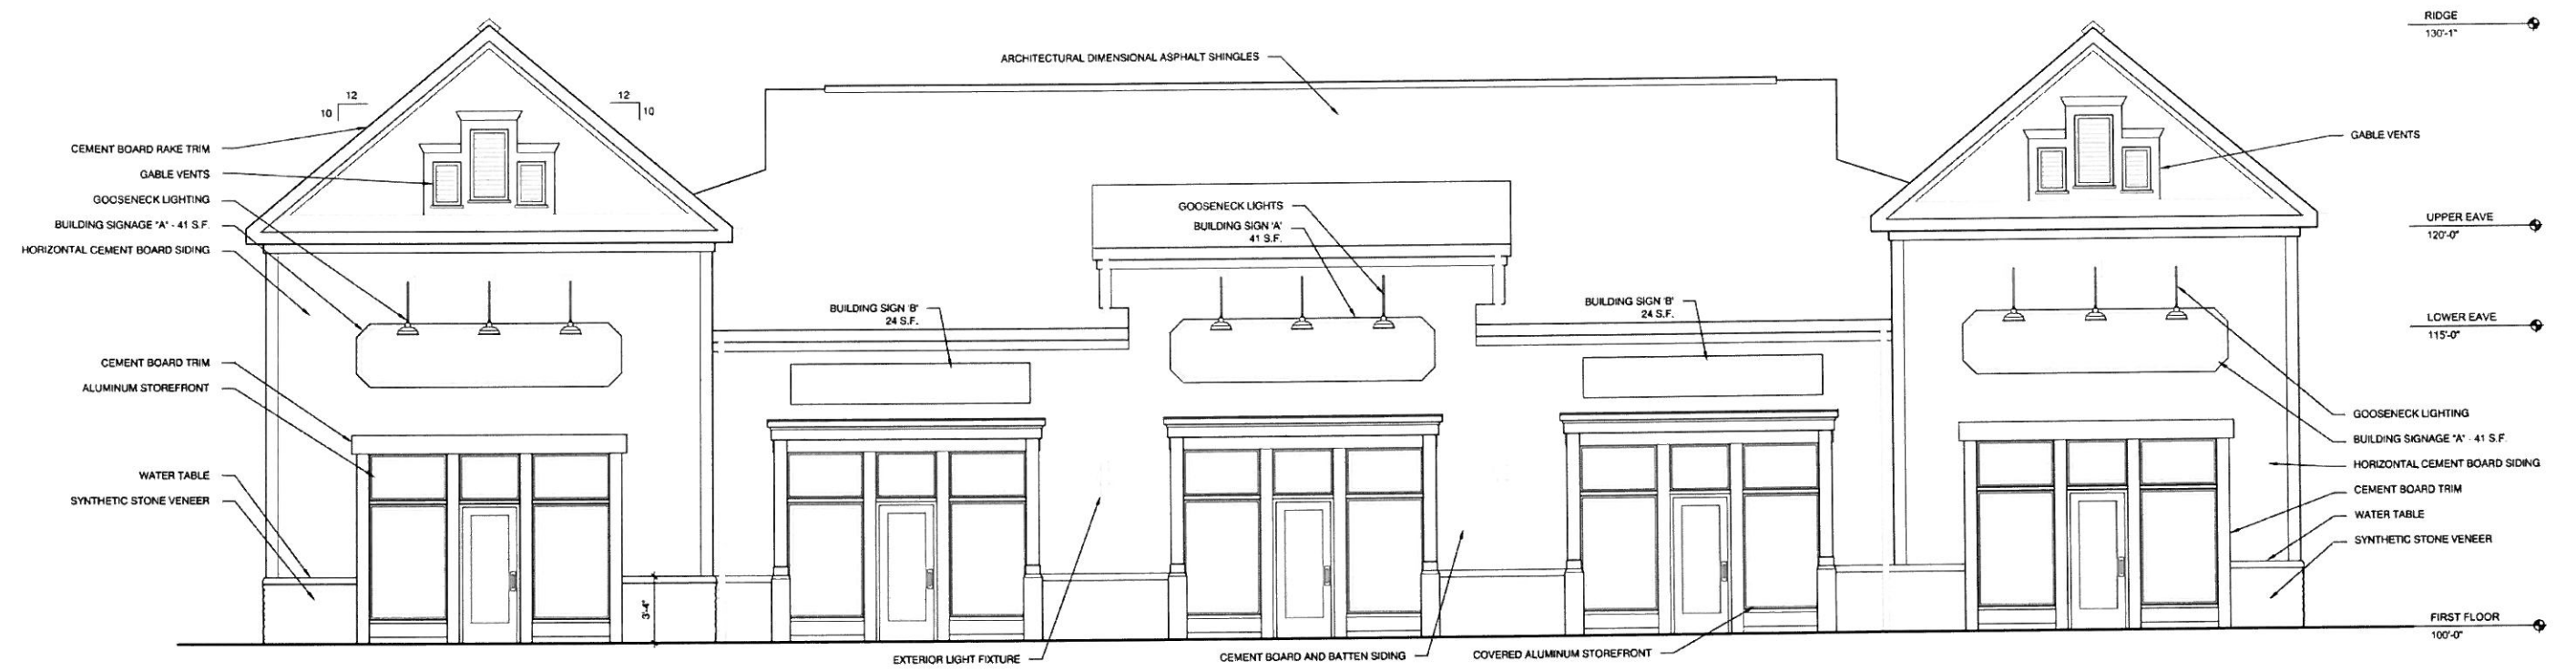 RIDGE
130'-1"
ARCHITECTURAL DIMENSIONAL ASPHALT SHINGLES
12
10
12
10
CEMENT BOARD RAKE TRIM
GABLE VENTS
GOOSENECK LIGHTING
BUILDING SIGNAGE "A" - 41 S.F.
HORIZONTAL CEMENT BOARD SIDING
CEMENT BOARD TRIM
ALUMINUM STOREFRONT
WATER TABLE
SYNTHETIC STONE VENEER
3'-4"
BUILDING SIGN 'B'
24 S.F.
GOOSENECK LIGHTS
BUILDING SIGN 'A'
41 S.F.
BUILDING SIGN 'B'
24 S.F.
EXTERIOR LIGHT FIXTURE
CEMENT BOARD AND BATTEN SIDING
COVERED ALUMINUM STOREFRONT
GABLE VENTS
UPPER EAVE
120'-0"
LOWER EAVE
115'-0"
GOOSENECK LIGHTING
BUILDING SIGNAGE "A" - 41 S.F.
HORIZONTAL CEMENT BOARD SIDING
CEMENT BOARD TRIM
WATER TABLE
SYNTHETIC STONE VENEER
FIRST FLOOR
100'-0"